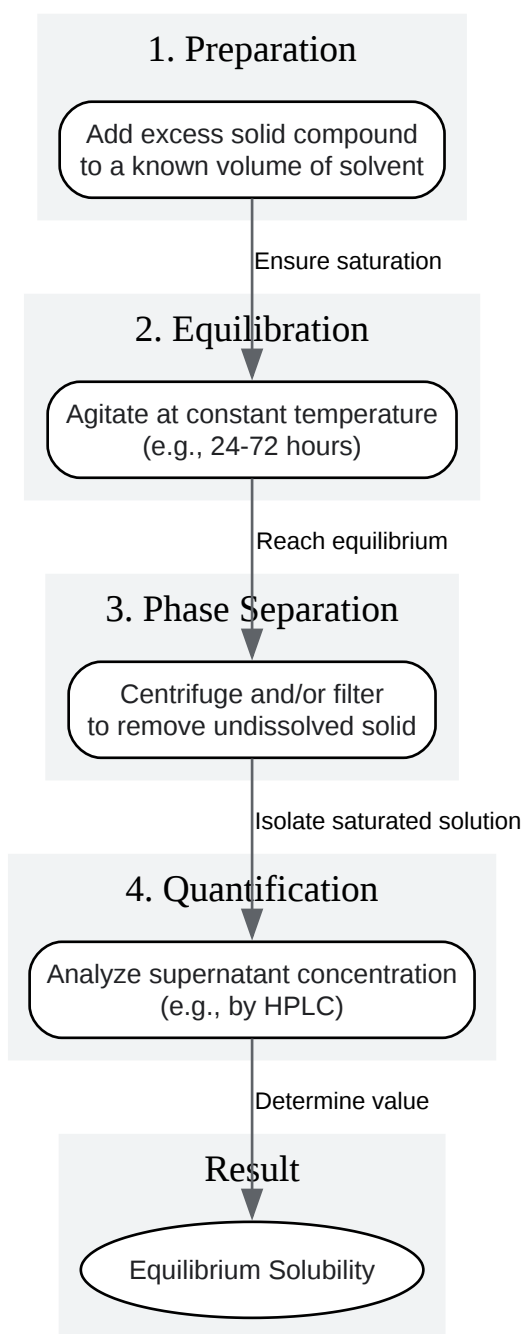 1. Preparation
Add excess solid compound
to a known volume of solvent
Ensure saturation
2. Equilibration
Agitate at constant temperature
(e.g., 24-72 hours)
Reach equilibrium
3. Phase Separation
Centrifuge and/or filter
to remove undissolved solid
Isolate saturated solution
4. Quantification
Analyze supernatant concentration
(e.g., by HPLC)
Determine value
Result
Equilibrium Solubility